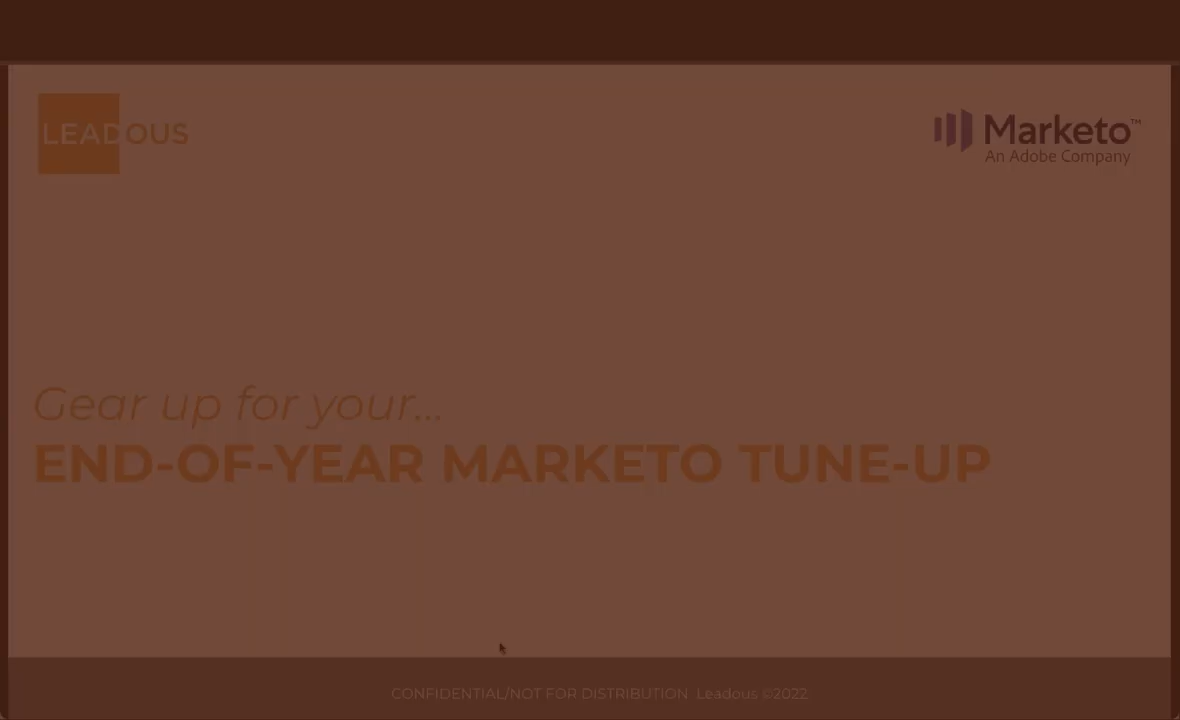 LEADOUS
Marketo™
An Adobe Company
Gear up for your...
END-OF-YEAR MARKETO TUNE-UP
CONFIDENTIAL/NOT FOR DISTRIBUTION Leadous ©2022